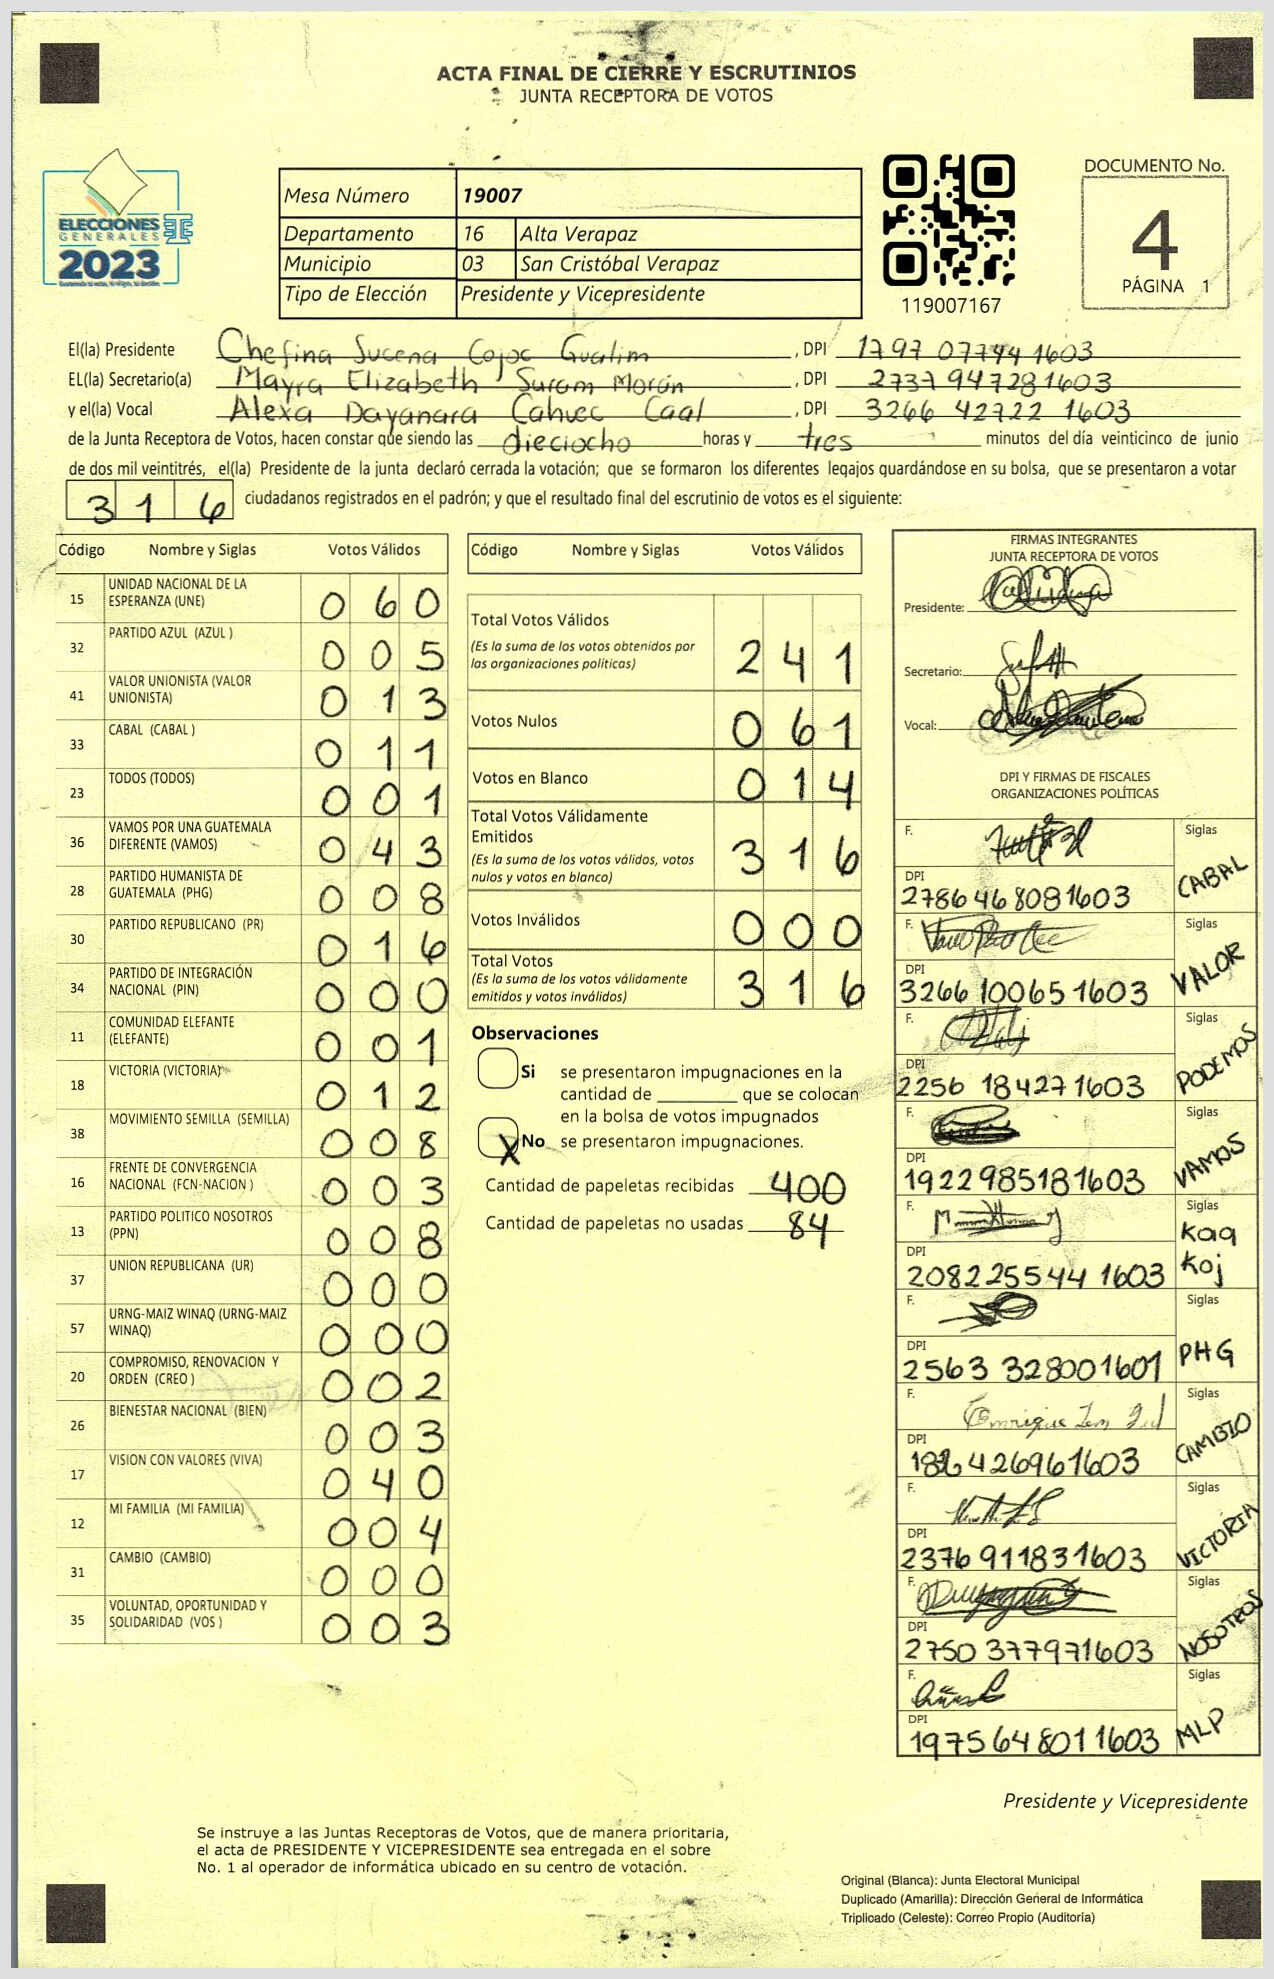 ACTA FINAL DE CIERRE Y ESCRUTINIOS
JUNTA RECEPTORA DE VOTOS
ELECCIONES
GENERALES
2023
Mesa Número 19007
Departamento 16 Alta Verapaz
Municipio 03 San Cristóbal Verapaz
Tipo de Elección Presidente y Vicepresidente
119007167
DOCUMENTO No.
4
PÁGINA 1
El(la) Presidente Chefina Sucena Cojoc Gualim, DPI 1797 07744 1603
EL(la) Secretario(a) Mayra Elizabeth Suram Morán, DPI 2737 94728 1603
y el(la) Vocal Alexa Dayanara Cahuec Caal, DPI 3266 42722 1603
de la Junta Receptora de Votos, hacen constar que siendo las dieciocho horas y tres minutos del día veinticinco de junio
de dos mil veintitrés, el(la) Presidente de la junta declaró cerrada la votación; que se formaron los diferentes legajos guardándose en su bolsa, que se presentaron a votar
316 ciudadanos registrados en el padrón; y que el resultado final del escrutinio de votos es el siguiente:
Código Nombre y Siglas Votos Válidos
15 UNIDAD NACIONAL DE LA ESPERANZA (UNE) 060
32 PARTIDO AZUL (AZUL ) 005
41 VALOR UNIONISTA (VALOR UNIONISTA) 013
33 CABAL (CABAL ) 011
23 TODOS (TODOS) 001
36 VAMOS POR UNA GUATEMALA DIFERENTE (VAMOS) 043
28 PARTIDO HUMANISTA DE GUATEMALA (PHG) 008
30 PARTIDO REPUBLICANO (PR) 016
34 PARTIDO DE INTEGRACIÓN NACIONAL (PIN) 000
11 COMUNIDAD ELEFANTE (ELEFANTE) 001
18 VICTORIA (VICTORIA) 012
38 MOVIMIENTO SEMILLA (SEMILLA) 008
16 FRENTE DE CONVERGENCIA NACIONAL (FCN-NACION ) 003
13 PARTIDO POLITICO NOSOTROS (PPN) 008
37 UNION REPUBLICANA (UR) 000
57 URNG-MAIZ WINAQ (URNG-MAIZ WINAQ) 000
20 COMPROMISO, RENOVACION Y ORDEN (CREO ) 002
26 BIENESTAR NACIONAL (BIEN) 003
17 VISION CON VALORES (VIVA) 040
12 MI FAMILIA (MI FAMILIA) 004
31 CAMBIO (CAMBIO) 000
35 VOLUNTAD, OPORTUNIDAD Y SOLIDARIDAD (VOS ) 003
Código Nombre y Siglas Votos Válidos
Total Votos Válidos 241
(Es la suma de los votos obtenidos por
las organizaciones políticas)
Votos Nulos 061
Votos en Blanco 014
Total Votos Válidamente
Emitidos 316
(Es la suma de los votos válidos, votos
nulos y votos en blanco)
Votos Inválidos 000
Total Votos 316
(Es la suma de los votos válidamente
emitidos y votos inválidos)
Observaciones
Si se presentaron impugnaciones en la
cantidad de ________ que se colocan
en la bolsa de votos impugnados
X No se presentaron impugnaciones.
Cantidad de papeletas recibidas 400
Cantidad de papeletas no usadas 84
FIRMAS INTEGRANTES
JUNTA RECEPTORA DE VOTOS
Presidente:
Secretario:
Vocal:
DPI Y FIRMAS DE FISCALES
ORGANIZACIONES POLÍTICAS
F. Siglas
DPI 2786 46808 1603 CABAL
F. Siglas
DPI 3266 10065 1603 VALOR
F. Siglas
DPI 2256 18427 1603 PODEMOS
F. Siglas
DPI 1922985181603 VAMOS
F. Siglas
DPI 208225544 1603 Kaq Koj
F. Siglas
DPI 2563 32800 1601 PHG
F. Enrique Siglas
DPI 426961603 CAMBIO
F. Siglas
DPI 2376 91183 1603 VICTORIA
F. Siglas
DPI 2750 37797 1603 NOSOTROS
F. Siglas
DPI 1975 64801 1603 MLP
Presidente y Vicepresidente
Se instruye a las Juntas Receptoras de Votos, que de manera prioritaria,
el acta de PRESIDENTE Y VICEPRESIDENTE sea entregada en el sobre
No. 1 al operador de informática ubicado en su centro de votación.
Original (Blanca): Junta Electoral Municipal
Duplicado (Amarilla): Dirección General de Informática
Triplicado (Celeste): Correo Propio (Auditoría)